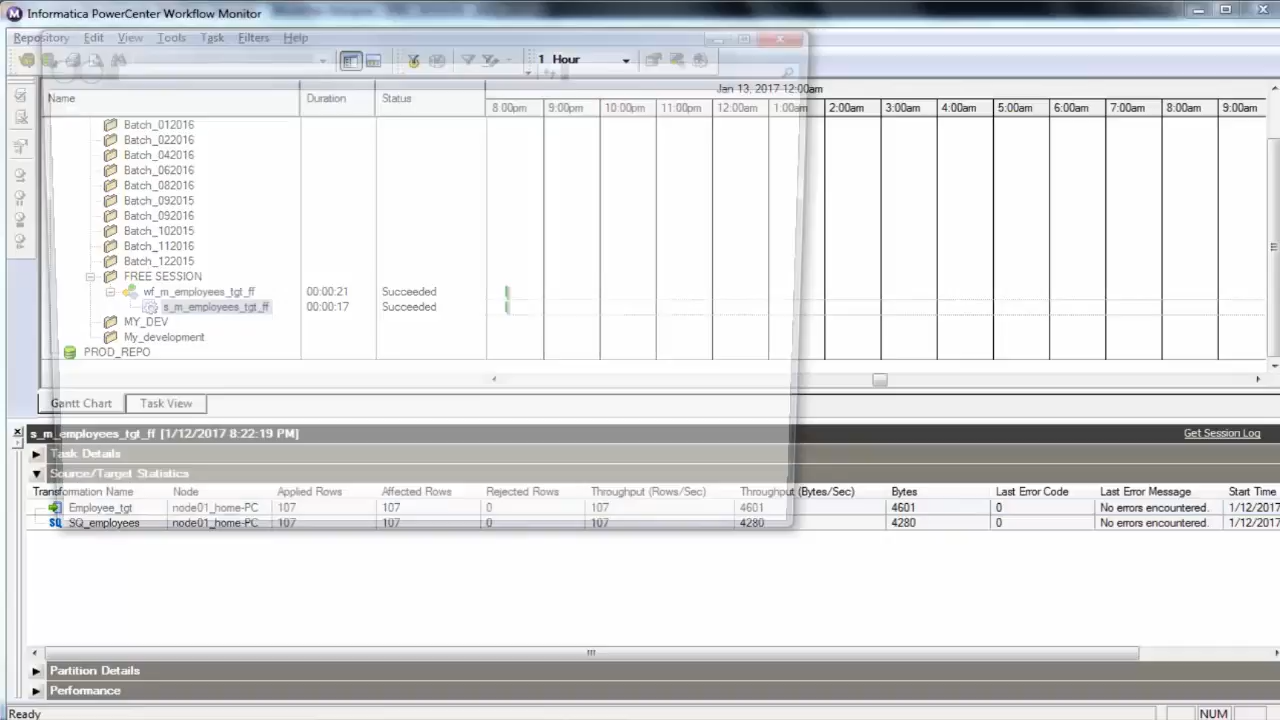 Informatica PowerCenter Workflow Monitor
Repository Edit View Tools Task Filters Help
1 Hour
Jan 13, 2017 12:00am
Name Duration Status 8:00pm 9:00pm 10:00pm 11:00pm 12:00am 1:00am 2:00am 3:00am 4:00am 5:00am 6:00am 7:00am 8:00am 9:00am
Batch_012016
Batch_022016
Batch_042016
Batch_062016
Batch_082016
Batch_092015
Batch_092016
Batch_102015
Batch_112016
Batch_122015
FREE SESSION
wf_m_employees_tgt_ff 00:00:21 Succeeded
s_m_employees_tgt_ff 00:00:17 Succeeded
MY_DEV
My_development
PROD_REPO
Gantt Chart Task View
s_m_employees_tgt_ff [1/12/2017 8:22:19 PM] Get Session Log
Task Details
Source/Target Statistics
Transformation Name Node Applied Rows Affected Rows Rejected Rows Throughput (Rows/Sec) Throughput (Bytes/Sec) Bytes Last Error Code Last Error Message Start Time
Employee_tgt node01_home-PC 107 107 0 107 4601 4601 0 No errors encountered. 1/12/2017
SQ SQ_employees node01_home-PC 107 107 0 107 4280 4280 0 No errors encountered. 1/12/2017
Partition Details
Performance
Ready NUM